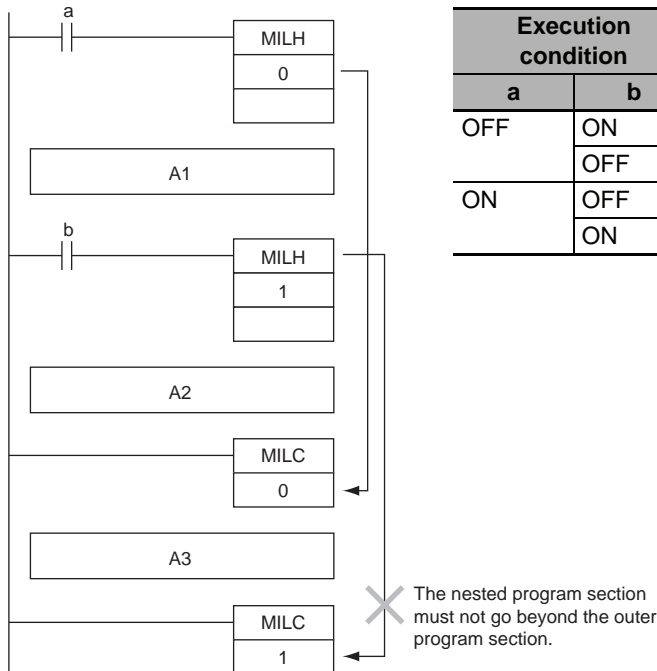 a
MILH
0
A1
b
MILH
1
A2
MILC
0
A3
MILC
1
Execution
condition
a b
OFF ON
OFF
ON OFF
ON
The nested program section
must not go beyond the outer
program section.